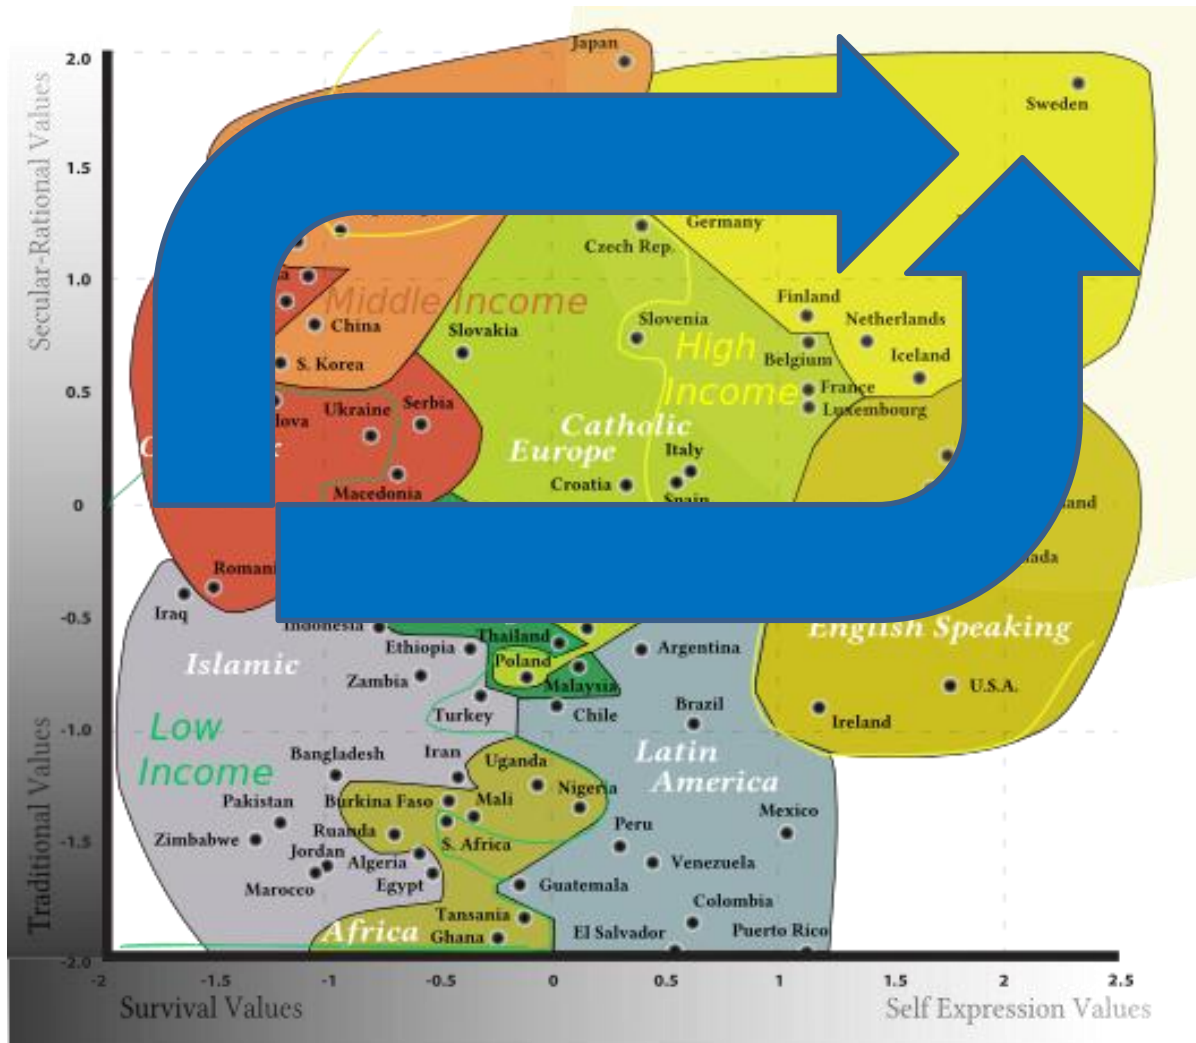 Secular-Rational Values
Traditional Values
2.0
1.5
1.0
0.5
0
-0.5
-1.0
-1.5
-2.0
Japan
Sweden
Germany
Czech Rep.
Middle Income
China
S. Korea
Slovakia
Slovenia
High
Income
Finland
Netherlands
Belgium
Iceland
France
Luxembourg
Ukraine
Serbia
Macedonia
Catholic
Europe
Italy
Croatia
Spain
Iraq
Indonesia
Islamic
Ethiopia
Thailand
Poland
Malaysia
Zambia
Turkey
Chile
Argentina
Brazil
English Speaking
U.S.A.
Ireland
Latin
America
Low
Income
Bangladesh
Iran
Uganda
Nigeria
Pakistan
Burkina Faso
Mali
Mexico
Zimbabwe
Ruanda
S. Africa
Peru
Jordan
Algeria
Venezuela
Marocco
Egypt
Guatemala
Colombia
Tansania
Africa
Ghana
El Salvador
Puerto Rico
-2
-1.5
-1
-0.5
0
0.5
1
1.5
2
2.5
Survival Values
Self Expression Values